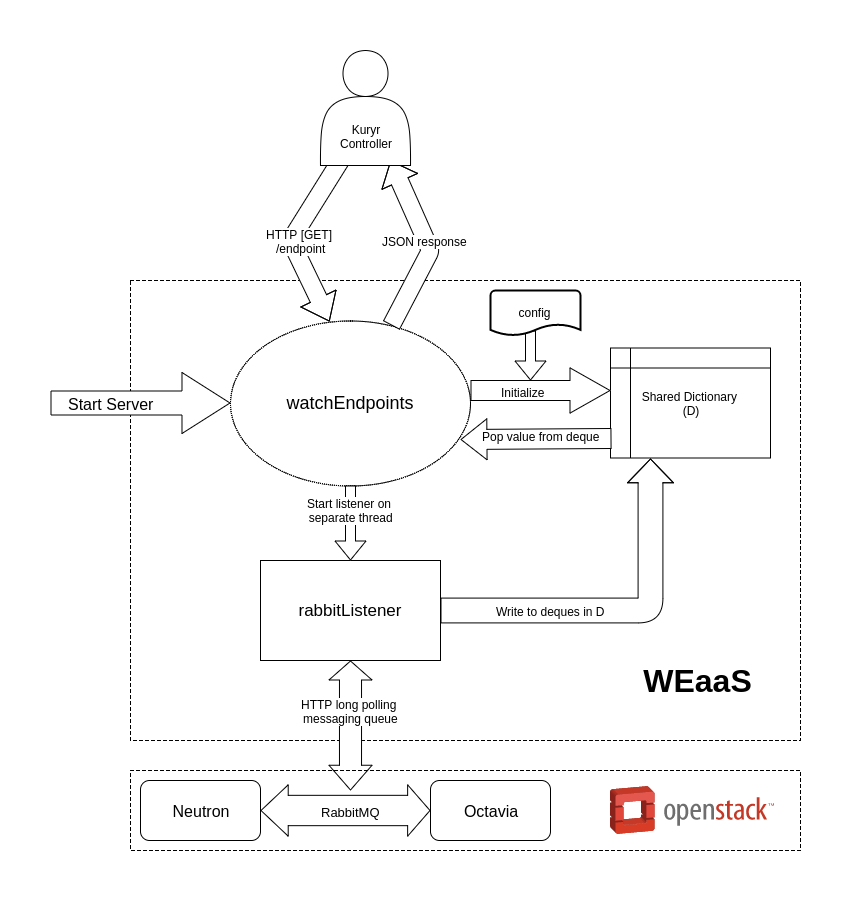 Kuryr
Controller
HTTP [GET]
/endpoint
JSON response
config
Start Server
watchEndpoints
Initialize
Shared Dictionary
(D)
Pop value from deque
Start listener on
separate thread
rabbitListener
Write to deques in D
WEaaS
HTTP long polling
messaging queue
Neutron
RabbitMQ
Octavia
openstack™